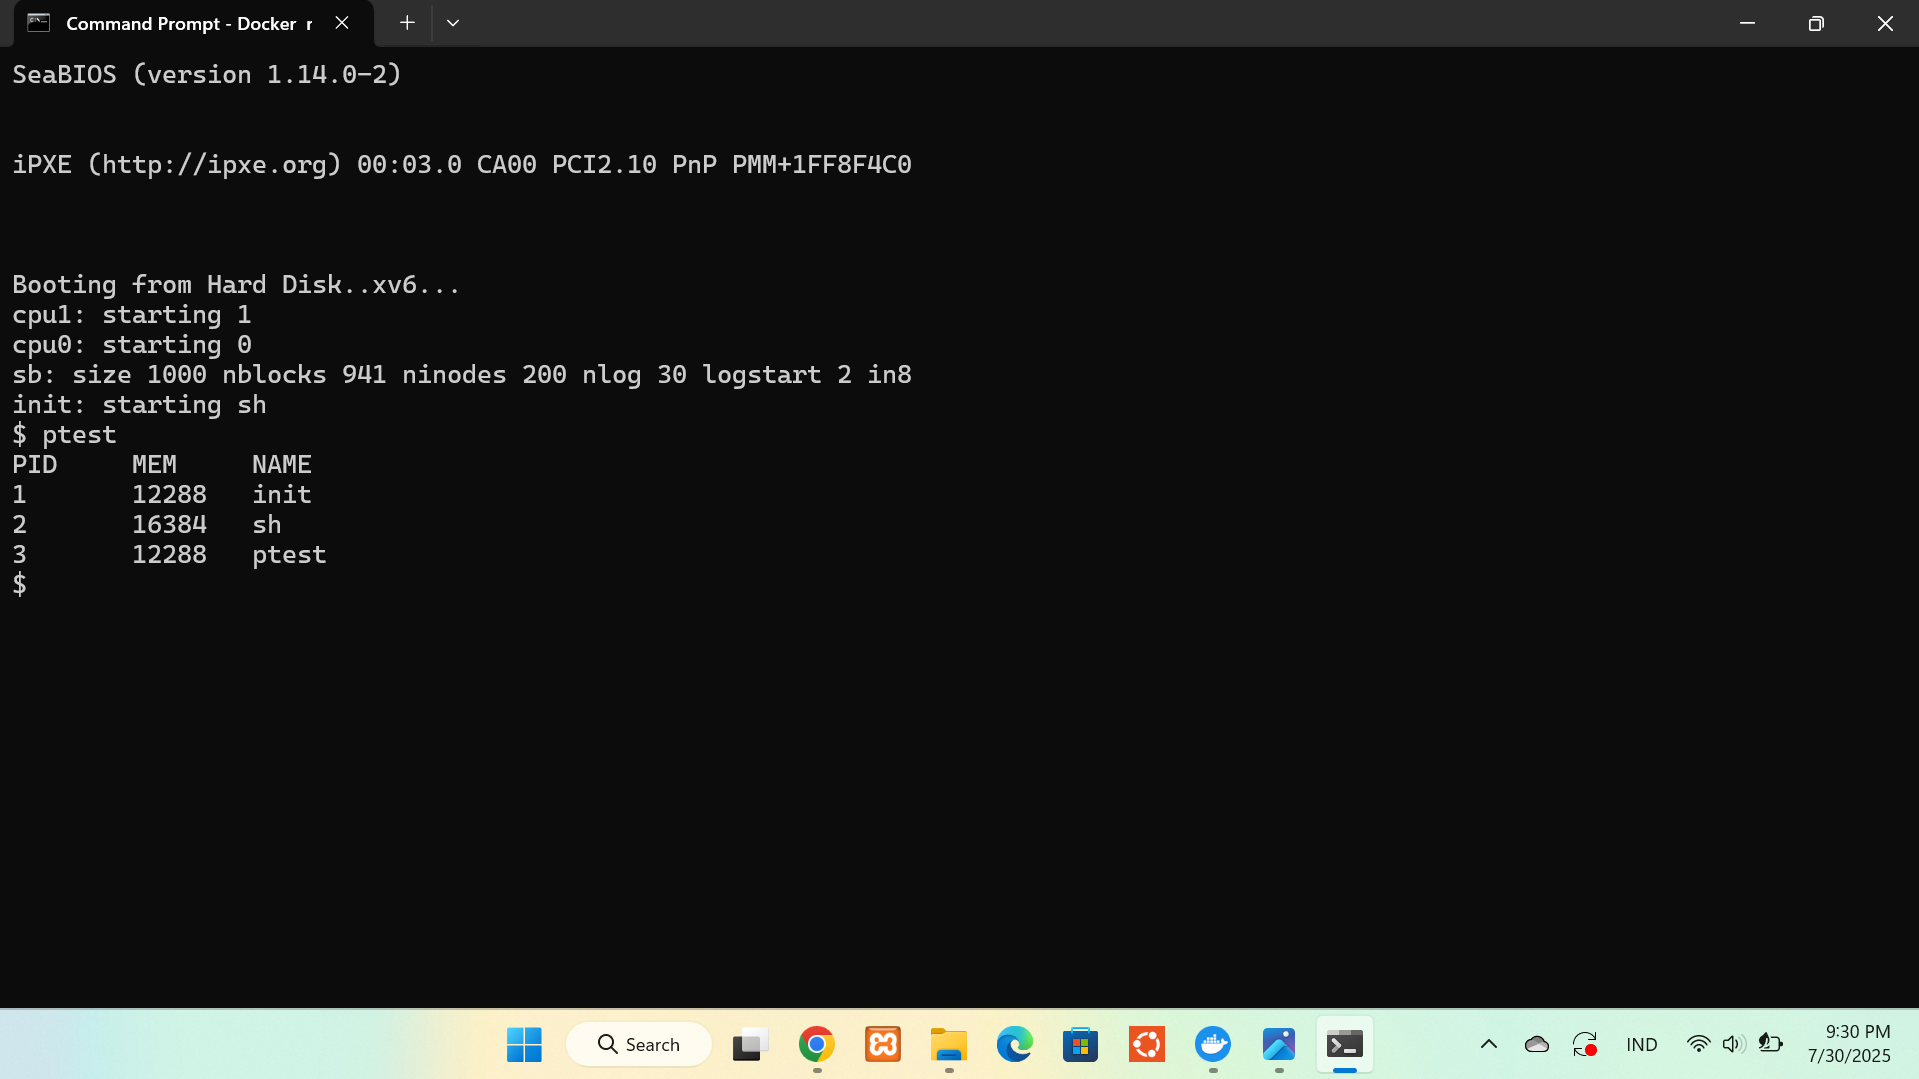 Command Prompt - Docker r
SeaBIOS (version 1.14.0-2)
iPXE (http://ipxe.org) 00:03.0 CA00 PCI2.10 PnP PMM+1FF8F4C0
Booting from Hard Disk..xv6...
cpu1: starting 1
cpu0: starting 0
sb: size 1000 nblocks 941 ninodes 200 nlog 30 logstart 2 in8
init: starting sh
$ ptest
PID MEM NAME
1 12288 init
2 16384 sh
3 12288 ptest
$
Search
IND
9:30 PM
7/30/2025